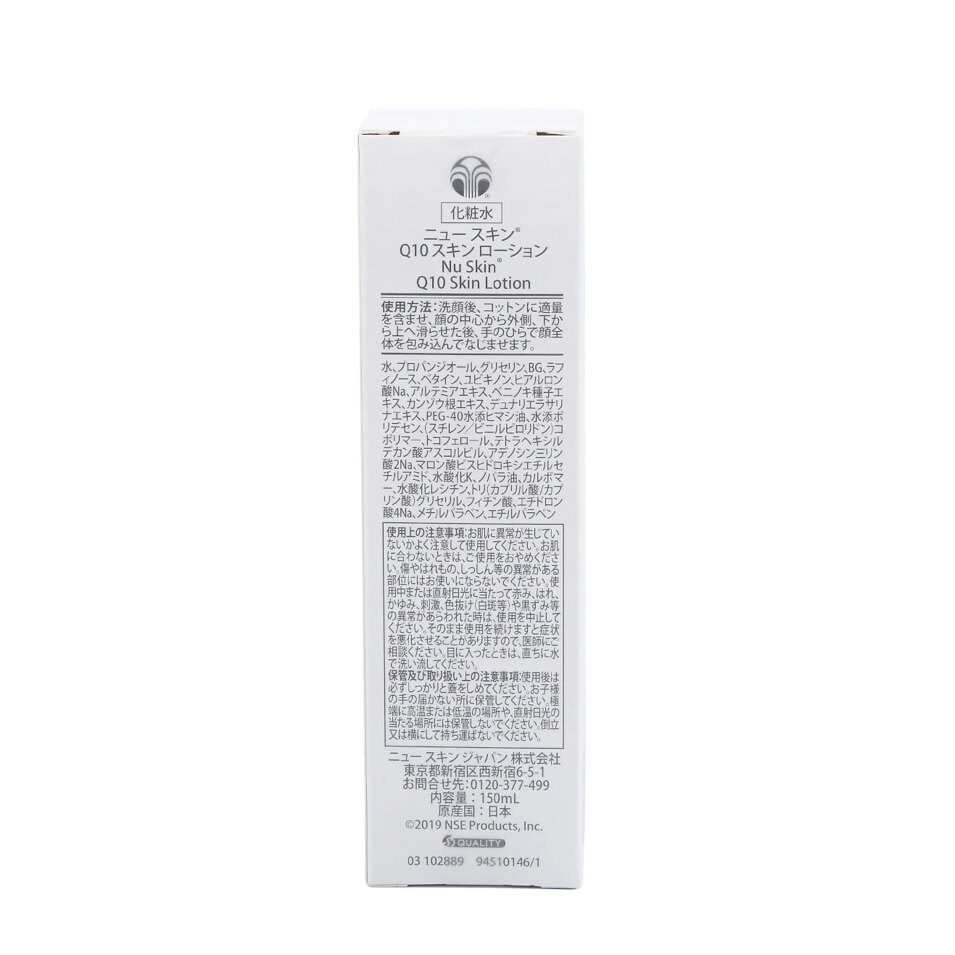 化粧水
ニュー スキン®
Q10 スキン ローション
Nu Skin®
Q10 Skin Lotion
使用方法:洗顔後、コットンに適量
を含ませ、顔の中心から外側、下か
ら上へ滑らせた後、手のひらで顔全
体を包み込んでなじませます。
水、プロパンジオール、グリセリン、BG、ラフ
ィノース、ベタイン、ユビキノン、ヒアルロン
酸Na、アルテミアエキス、ベニノキ種子エ
キス、カンゾウ根エキス、デュナリエラサリ
ナエキス、PEG-40水添ヒマシ油、水添ポ
リデセン、(スチレン/ビニルピロリドン)コ
ポリマー、トコフェロール、テトラヘキシル
デカン酸アスコルビル、アデノシン三リン
酸2Na、マロン酸ビスヒドロキシエチルセ
チルアミド、水酸化K、ノバラ油、カルボマ
ー、水酸化レシチン、トリ(カプリル酸/カプ
リン酸)グリセリル、フィチン酸、エチドロン
酸4Na、メチルパラベン、エチルパラベン
使用上の注意事項:お肌に異常が生じてい
ないかよく注意して使用してください。お肌
に合わないときは、ご使用をおやめくださ
い。傷やはれもの、しっしん等の異常がある
部位にはお使いにならないでください。使
用中または直射日光に当たって赤み、はれ、
かゆみ、刺激、色抜け(白斑等)や黒ずみ等
の異常があらわれた時は、使用を中止して
ください。そのまま使用を続けますと症状
を悪化させることがありますので、医師にご
相談ください。目に入ったときは、直ちに水
で洗い流してください。
保管及び取り扱い上の注意事項:使用後は
必ずしっかりと蓋をしめてください。お子様
の手の届かない所に保管してください。極
端に高温または低温の場所や、直射日光の
当たる場所には保管しないでください。倒立
又は横にして持ち運ばないでください。
ニュー スキン ジャパン 株式会社
東京都新宿区西新宿6-5-1
お問合せ先:0120-377-499
内容量:150mL
原産国:日本
©2019 NSE Products, Inc.
QUALITY
03 102889 94510146/1